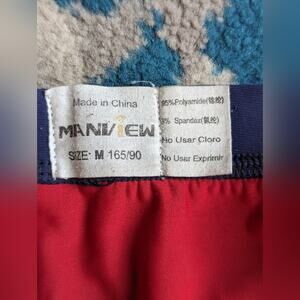 Made in China
MANVIEW
SIZE: M 165/90
95%Polyamide(锦纶)
5% Spandax(氨纶)
No Usar Cloro
No Usar Exprimir